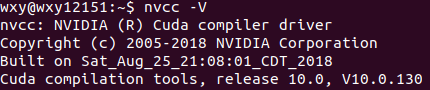 wxy@wxy12151:~$ nvcc -V
nvcc: NVIDIA (R) Cuda compiler driver
Copyright (c) 2005-2018 NVIDIA Corporation
Built on Sat_Aug_25_21:08:01_CDT_2018
Cuda compilation tools, release 10.0, V10.0.130